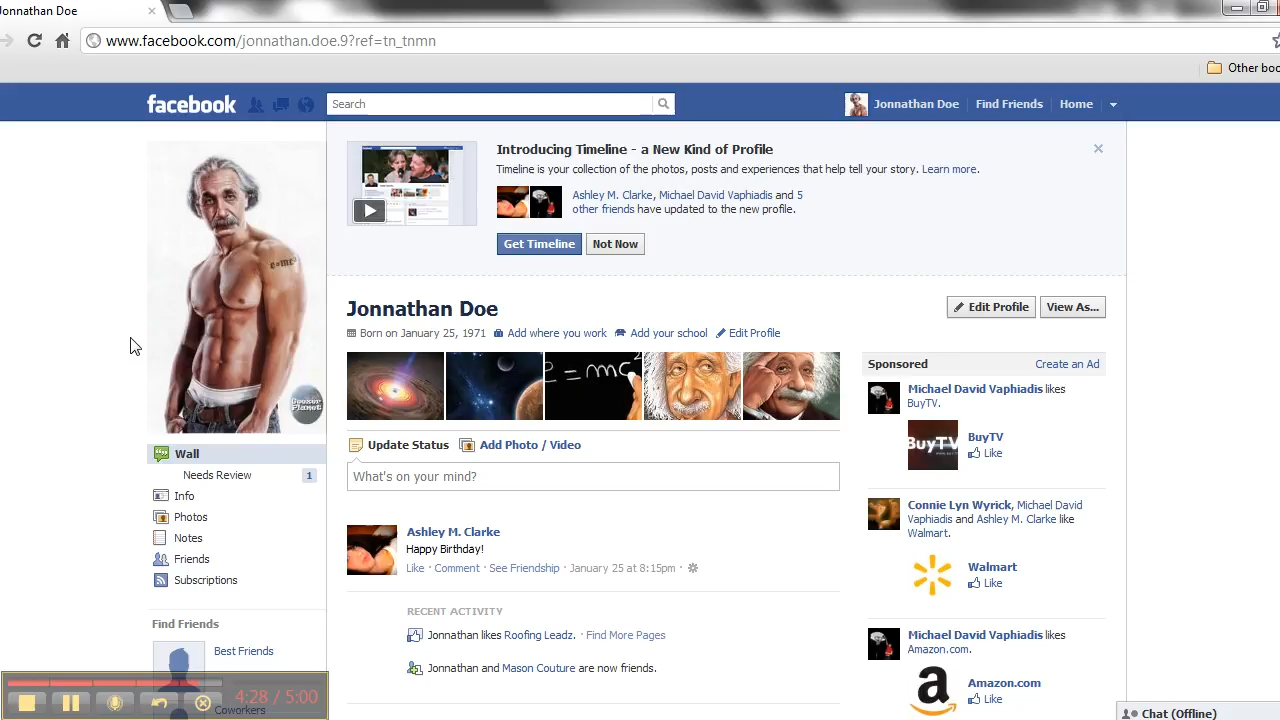 Jonnathan Doe
www.facebook.com/jonnathan.doe.9?ref=tn_tnmn
Other boo
facebook
Search
Jonnathan Doe
Find Friends
Home
Introducing Timeline - a New Kind of Profile
Timeline is your collection of the photos, posts and experiences that help tell your story. Learn more.
Ashley M. Clarke, Michael David Vaphiadis and 5
other friends have updated to the new profile.
Get Timeline
Not Now
e=mc²
Geezer
Planet
Jonnathan Doe
Edit Profile
View As...
Born on January 25, 1971
Add where you work
Add your school
Edit Profile
e = mc²
Update Status
Add Photo / Video
What's on your mind?
Wall
Needs Review
1
Info
Photos
Notes
Friends
Subscriptions
Find Friends
Best Friends
Coworkers
4:28 / 5:00
Ashley M. Clarke
Happy Birthday!
Like · Comment · See Friendship · January 25 at 8:15pm ·
RECENT ACTIVITY
Jonnathan likes Roofing Leadz. · Find More Pages
Jonnathan and Mason Couture are now friends.
Sponsored
Create an Ad
Michael David Vaphiadis likes
BuyTV.
BuyTV
BuyTV
Like
Connie Lyn Wyrick, Michael David
Vaphiadis and Ashley M. Clarke like
Walmart.
Walmart
Like
Michael David Vaphiadis likes
Amazon.com.
a
Amazon.com
Like
Chat (Offline)